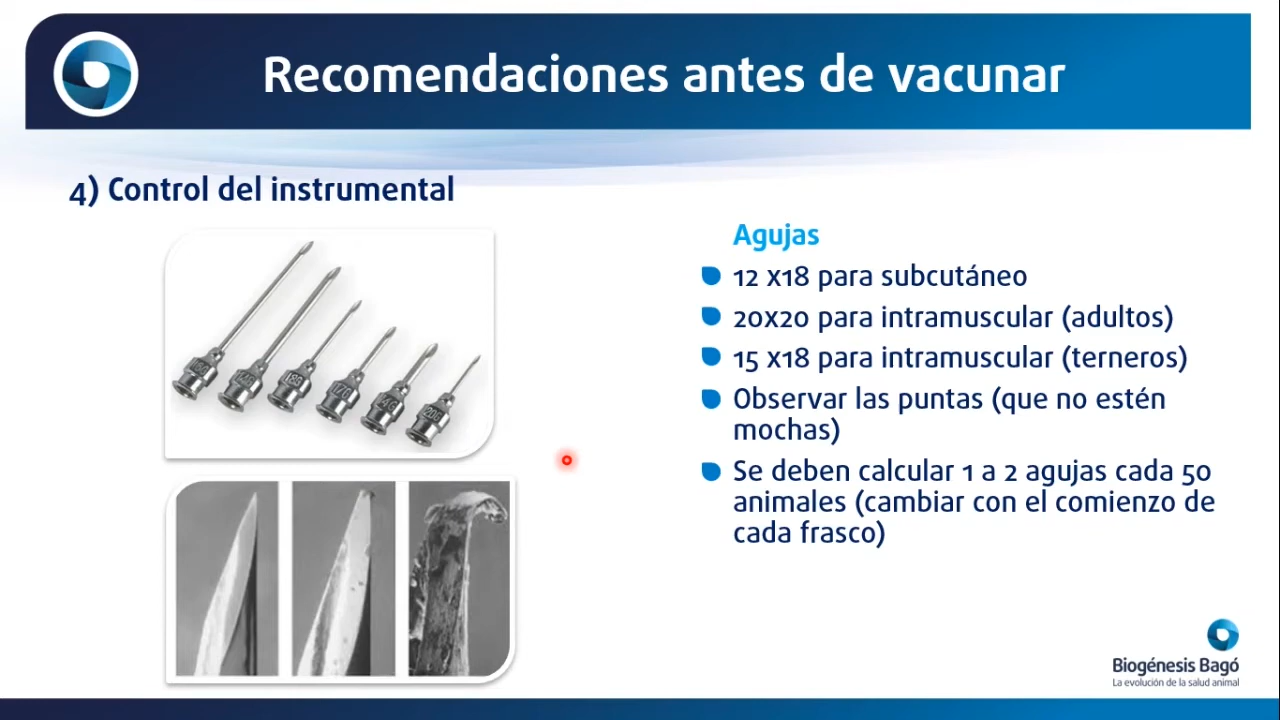 Recomendaciones antes de vacunar
4) Control del instrumental
Agujas
12 x18 para subcutáneo
20x20 para intramuscular (adultos)
15 x18 para intramuscular (terneros)
Observar las puntas (que no estén
mochas)
Se deben calcular 1 a 2 agujas cada 50
animales (cambiar con el comienzo de
cada frasco)
Biogénesis Bagó
La evolución de la salud animal